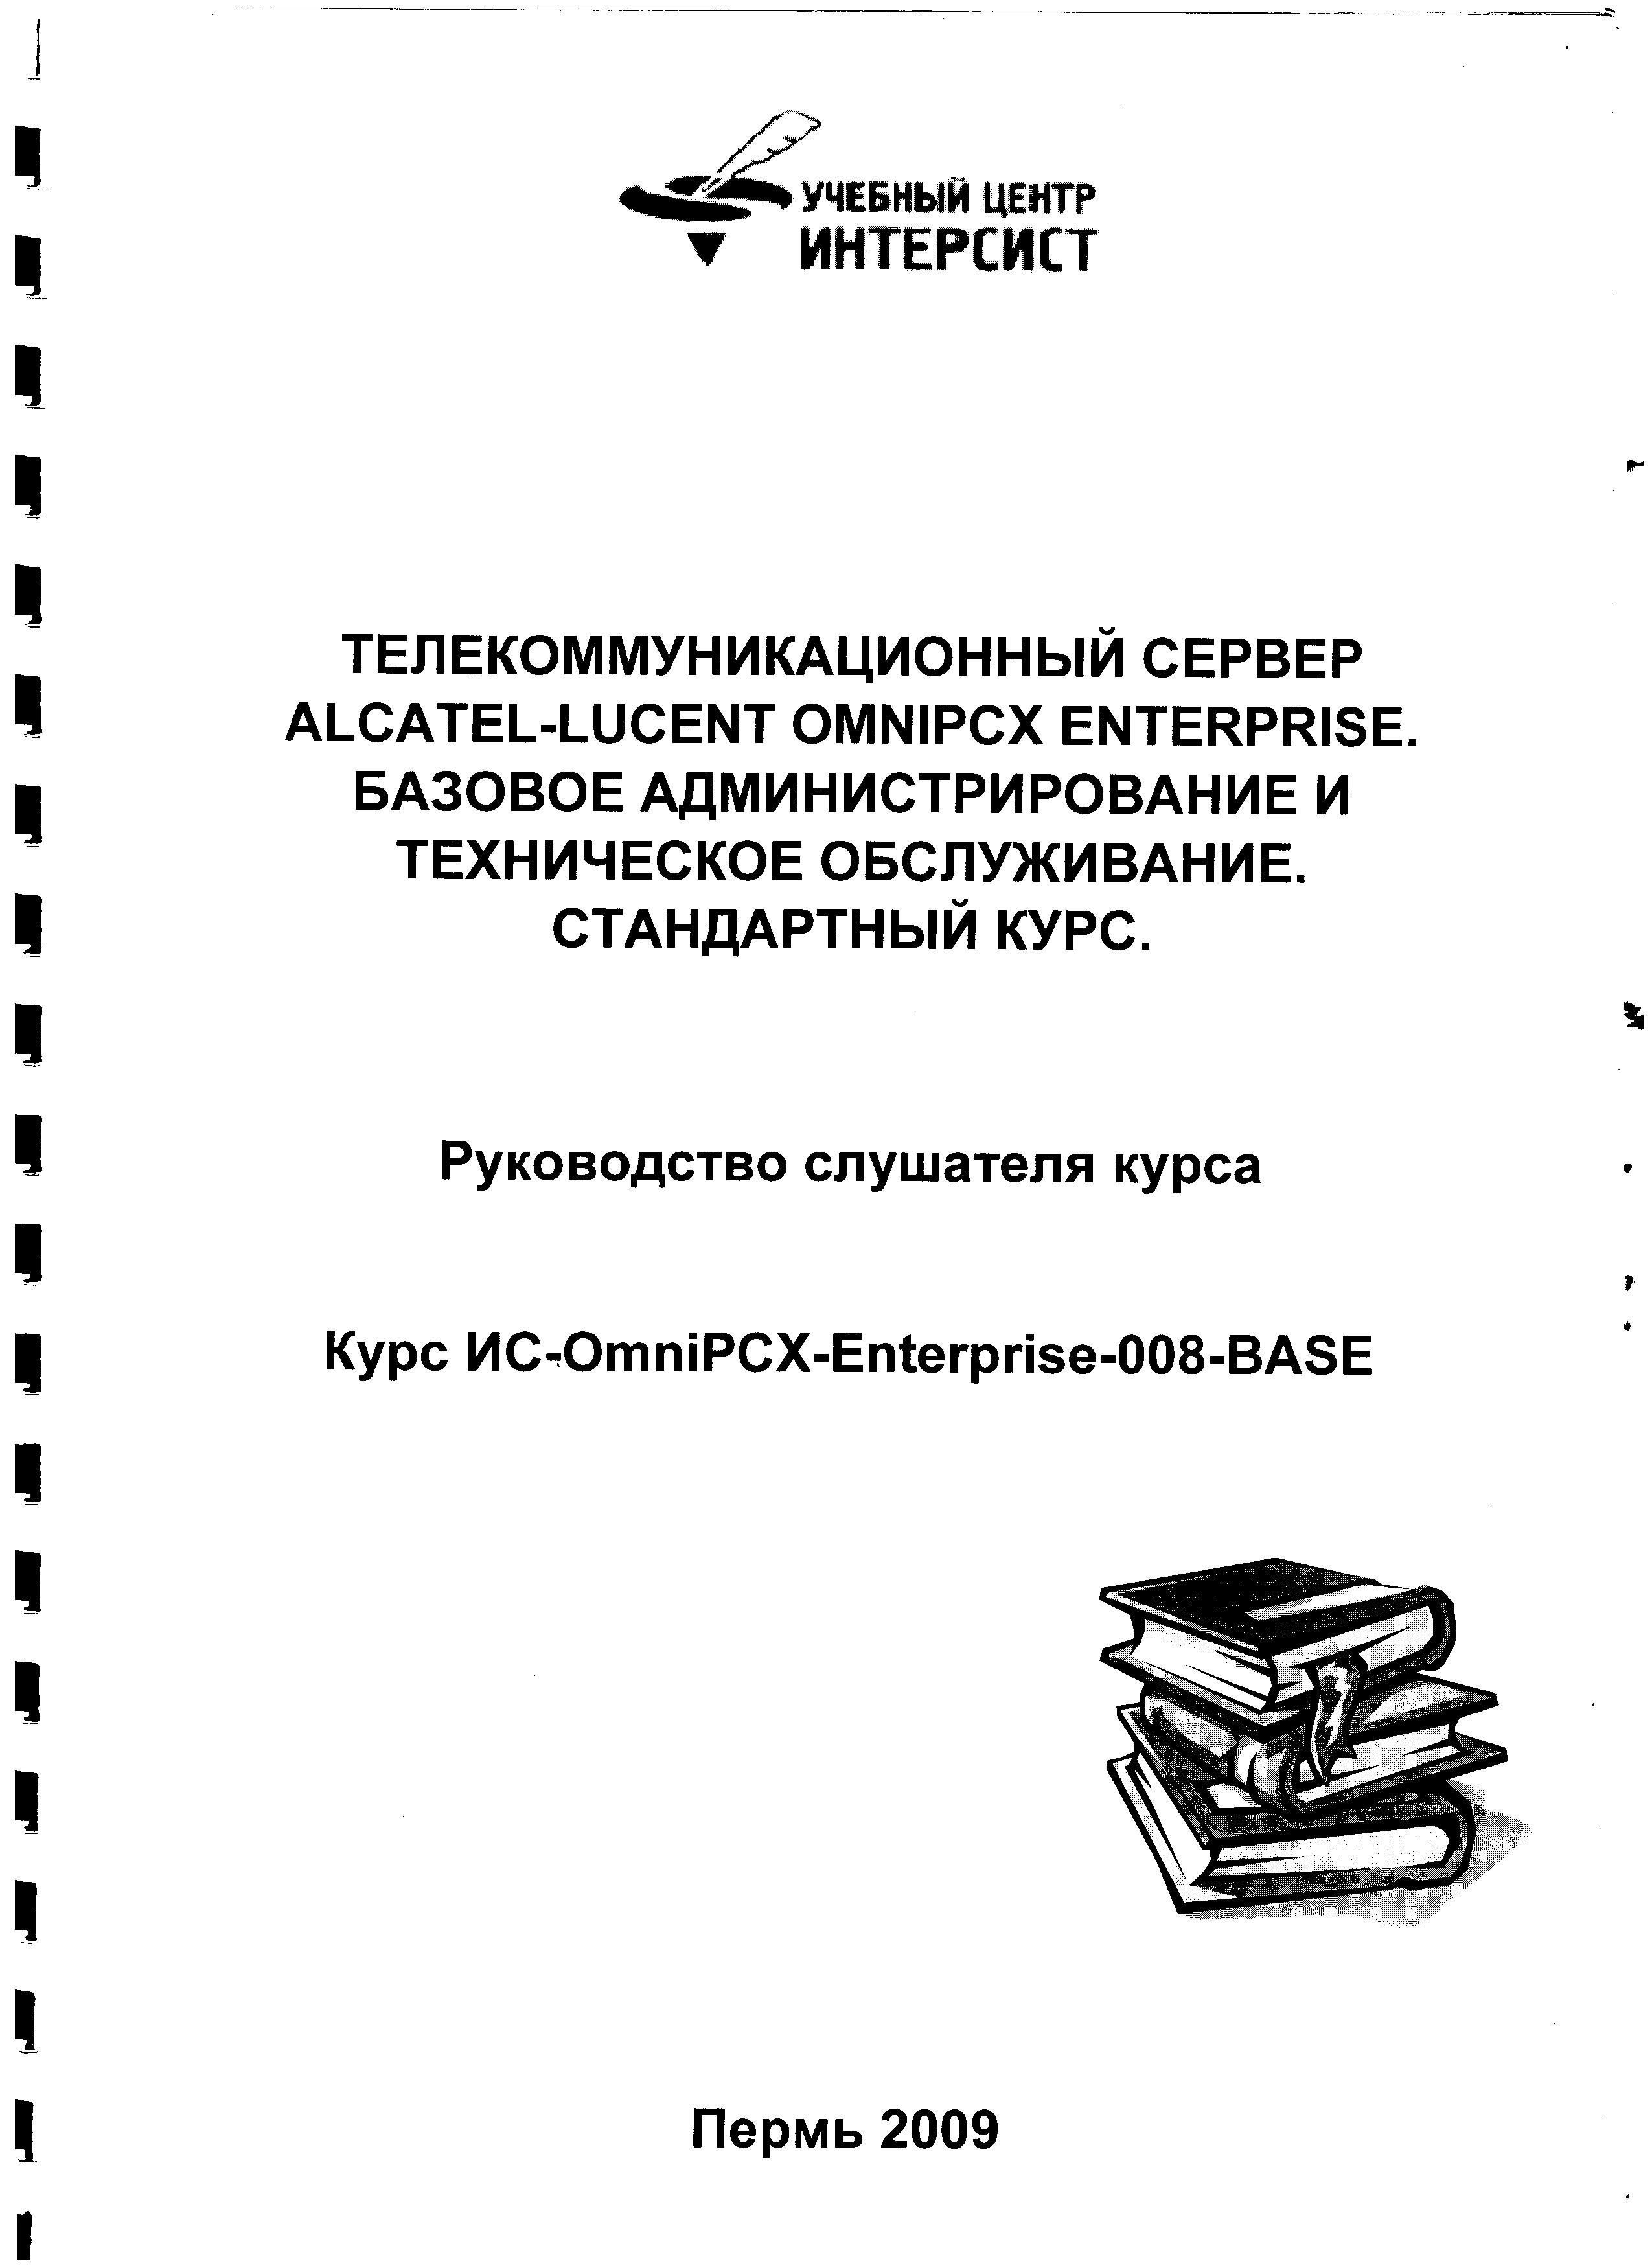 УЧЕБНЫЙ ЦЕНТР
ИНТЕРСИСТ
ТЕЛЕКОММУНИКАЦИОННЫЙ СЕРВЕР
ALCATEL-LUCENT OMNIPCX ENTERPRISE.
БАЗОВОЕ АДМИНИСТРИРОВАНИЕ И
ТЕХНИЧЕСКОЕ ОБСЛУЖИВАНИЕ.
СТАНДАРТНЫЙ КУРС.
Руководство слушателя курса
Курс ИС-OmniPCX-Enterprise-008-BASE
Пермь 2009